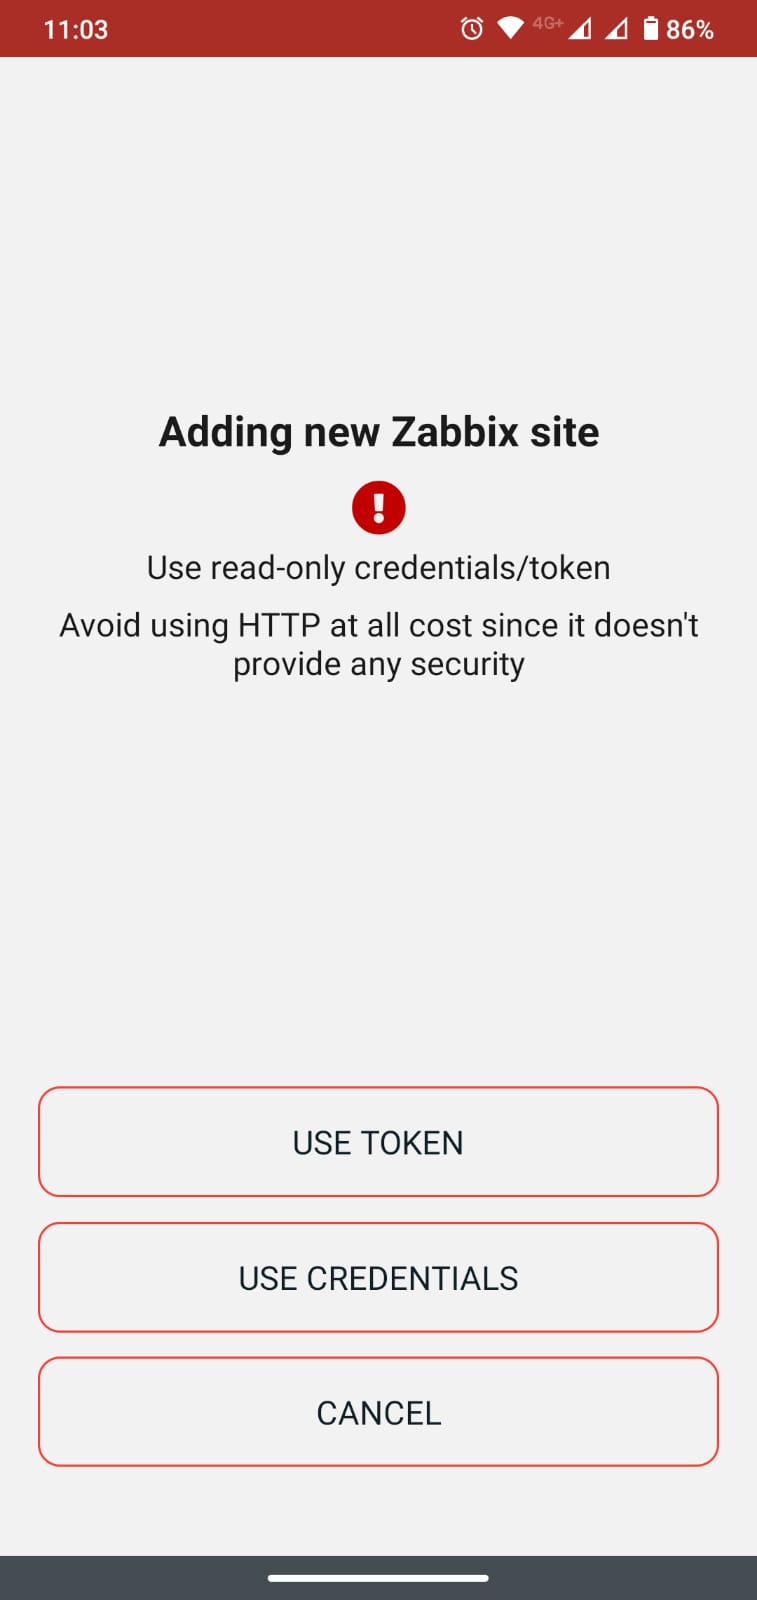 11:03 4G+ 86%
Adding new Zabbix site
Use read-only credentials/token
Avoid using HTTP at all cost since it doesn't
provide any security
USE TOKEN
USE CREDENTIALS
CANCEL